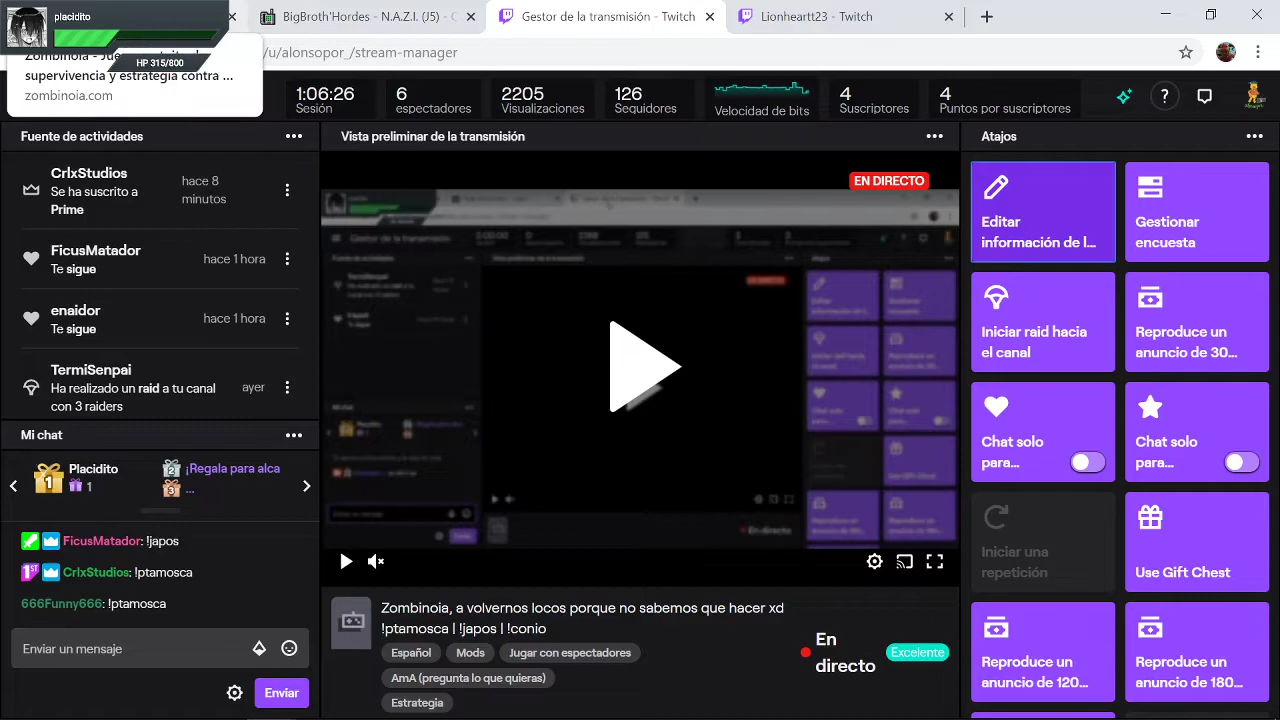 placidito
HP 315/800
BigBroth'Hordes - N.A.Z.I. (J5) -
Gestor de la transmisión - Twitch
Lionheartt23 - Twitch
/u/alonsopor_/stream-manager
supervivencia y estrategia contra ...
zombinoia.com
1:06:26
Sesión
6
espectadores
2205
Visualizaciones
126
Seguidores
Velocidad de bits
4
Suscriptores
4
Puntos por suscriptores
Fuente de actividades
CrlxStudios
Se ha suscrito a
Prime
hace 8
minutos
FicusMatador
Te sigue
hace 1 hora
enaidor
Te sigue
hace 1 hora
TermiSenpai
Ha realizado un raid a tu canal
con 3 raiders
ayer
Mi chat
Placidito
1
1
2
3
¡Regala para alca
...
FicusMatador: !japos
1ST CrlxStudios: !ptamosca
666Funny666: !ptamosca
Enviar un mensaje
Enviar
Vista preliminar de la transmisión
EN DIRECTO
Zombinoia, a volvernos locos porque no sabemos que hacer xd
!ptamosca | !japos | !conio
Español
Mods
Jugar con espectadores
AmA (pregunta lo que quieras)
Estrategia
En
directo
Excelente
Atajos
Editar
información de l...
Gestionar
encuesta
Iniciar raid hacia
el canal
Reproduce un
anuncio de 30...
Chat solo
para...
Chat solo
para...
Iniciar una
repetición
Use Gift Chest
Reproduce un
anuncio de 120...
Reproduce un
anuncio de 180...